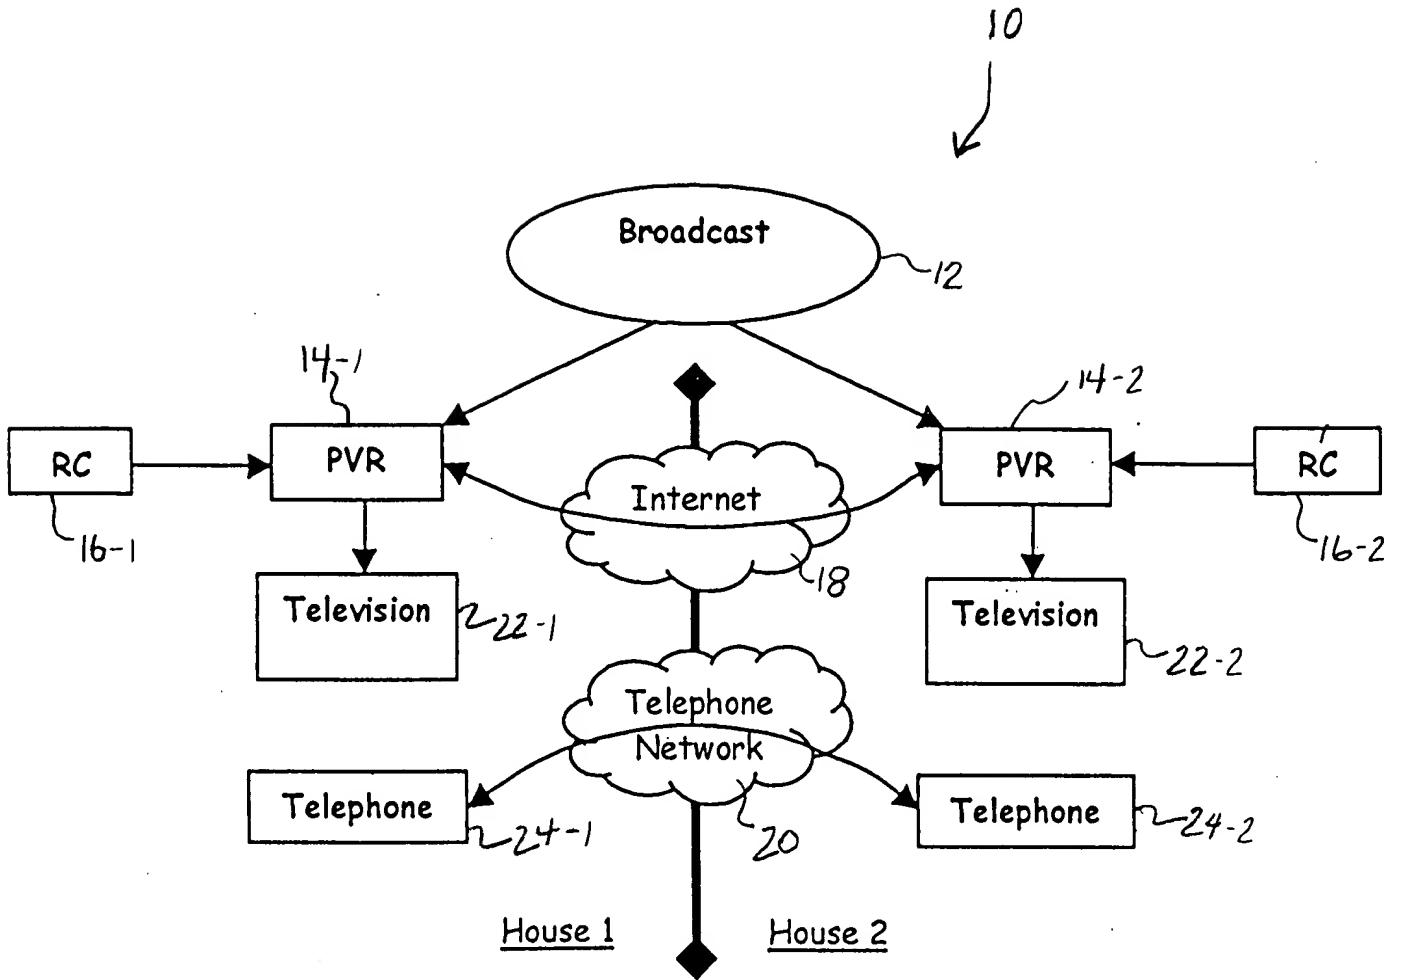 10
Broadcast
12
14-1
14-2
RC
PVR
Internet
PVR
RC
16-1
18
16-2
Television
22-1
Television
22-2
Telephone
Network
Telephone
24-1
20
Telephone
24-2
House 1
House 2